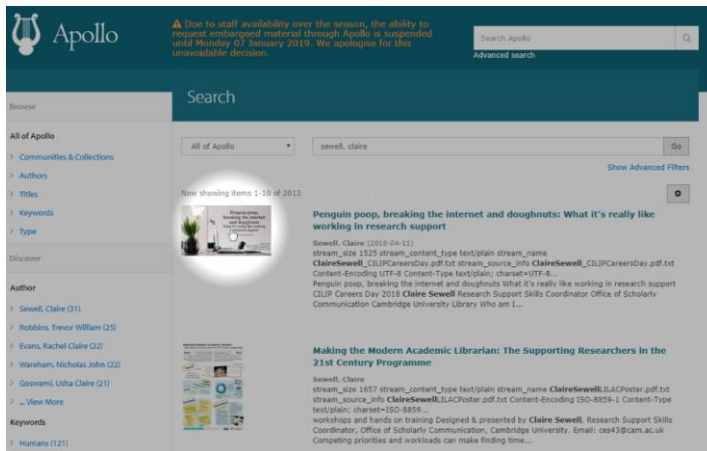 Apollo
⚠ Due to staff availability over the season, the ability to
request embargoed material through Apollo is suspended
until Monday 07 January 2019. We apologise for this
unavoidable decision.
Search Apollo
Advanced search
Browse
All of Apollo
> Communities & Collections
> Authors
> Titles
> Keywords
> Type
Discover
Author
> Sewell, Claire (31)
> Robbins, Trevor William (25)
> Evans, Rachel Claire (22)
> Wareham, Nicholas John (22)
> Goswami, Usha Claire (21)
> ... View More
Keywords
> Humans (121)
Search
All of Apollo
sewell, claire
Go
Show Advanced Filters
Now showing items 1-10 of 2012
Penguin poop,
breaking the internet
and doughnuts
Penguin poop, breaking the internet and doughnuts: What it's really like
working in research support
Sewell, Claire (2018-04-11)
stream_size 1525 stream_content_type text/plain stream_name
ClaireSewell_CILIPCareersDay.pdf.txt stream_source_info ClaireSewell_CILIPCareersDay.pdf.txt
Content-Encoding UTF-8 Content-Type text/plain; charset=UTF-8...
Penguin poop, breaking the internet and doughnuts What it's really like working in research support
CILIP Careers Day 2018 Claire Sewell Research Support Skills Coordinator Office of Scholarly
Communication Cambridge University Library Who am I...
Making the Modern Academic Librarian: The Supporting Researchers in the
21st Century Programme
Sewell, Claire
stream_size 1657 stream_content_type text/plain stream_name ClaireSewellLILACPoster.pdf.txt
stream_source_info ClaireSewellLILACPoster.pdf.txt Content-Encoding ISO-8859-1 Content-Type
text/plain; charset=ISO-8859...
workshops and hands on training Designed & presented by Claire Sewell, Research Support Skills
Coordinator, Office of Scholarly Communication, Cambridge University. Email: ces43@cam.ac.uk
Competing priorities and workloads can make finding time...